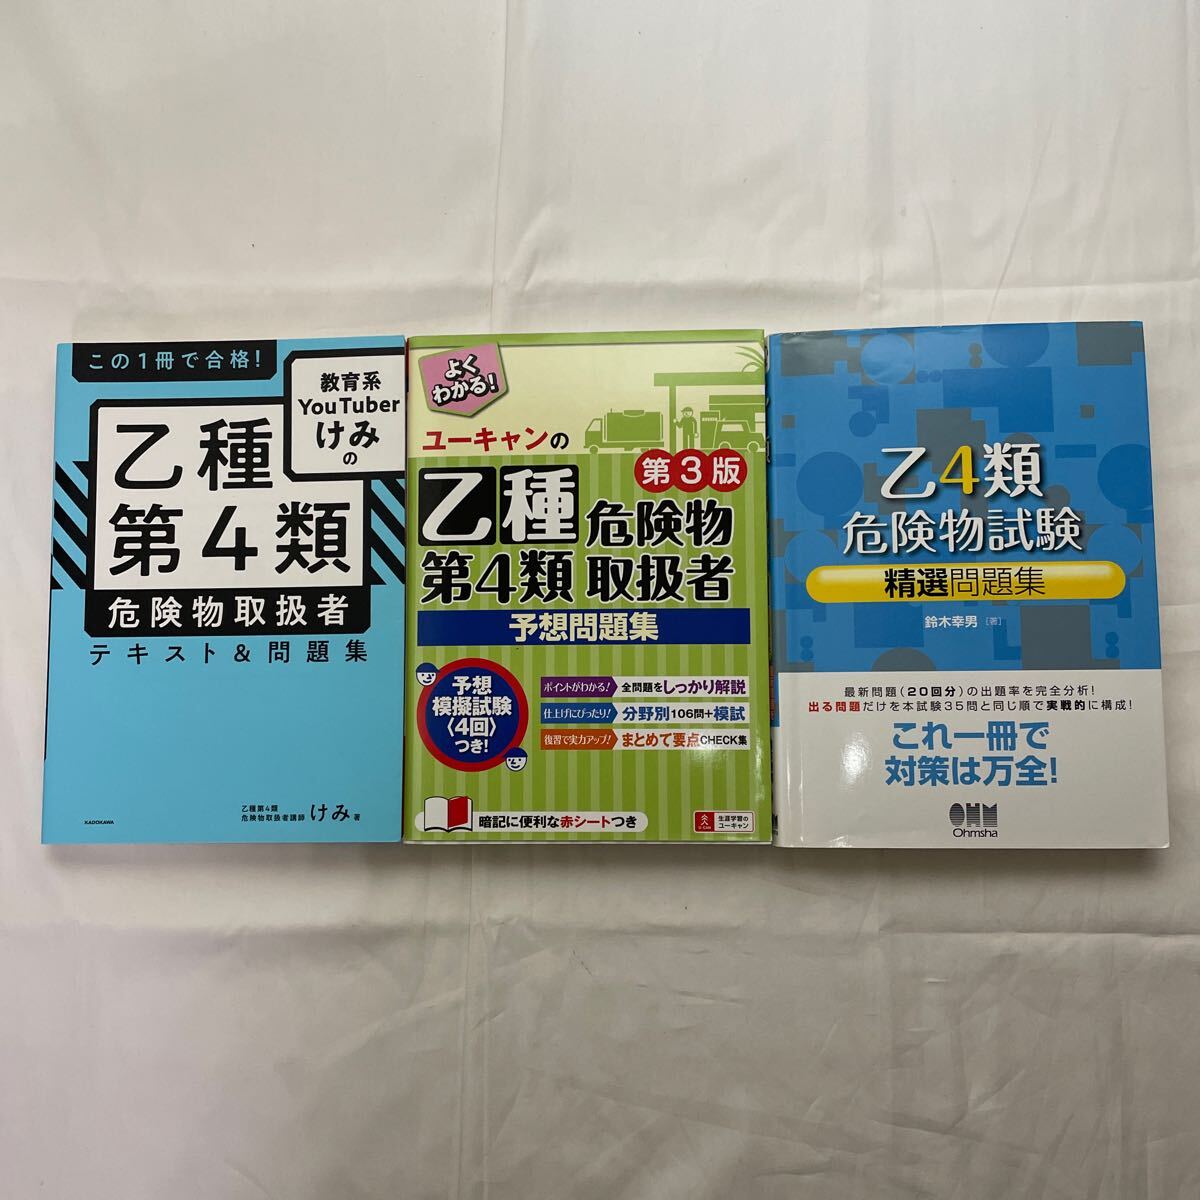 この1冊で合格!
教育系
YouTuber
けみの
乙種
第4類
危険物取扱者
テキスト&問題集
KADOKAWA
乙種第4類
危険物取扱者講師 けみ 著
よく
わかる!
ユーキャンの
第3版
乙種 危険物
第4類 取扱者
予想問題集
予想
模擬試験
〈4回〉
つき!
ポイントがわかる! 全問題をしっかり解説
仕上げにぴったり! 分野別106問+模試
復習で実力アップ! まとめて要点CHECK集
暗記に便利な赤シートつき
U-CAN
生涯学習の
ユーキャン
乙4類
危険物試験
精選問題集
鈴木幸男 [著]
最新問題(20回分)の出題率を完全分析!
出る問題だけを本試験35問と同じ順で実戦的に構成!
これ一冊で
対策は万全!
OHM
Ohmsha